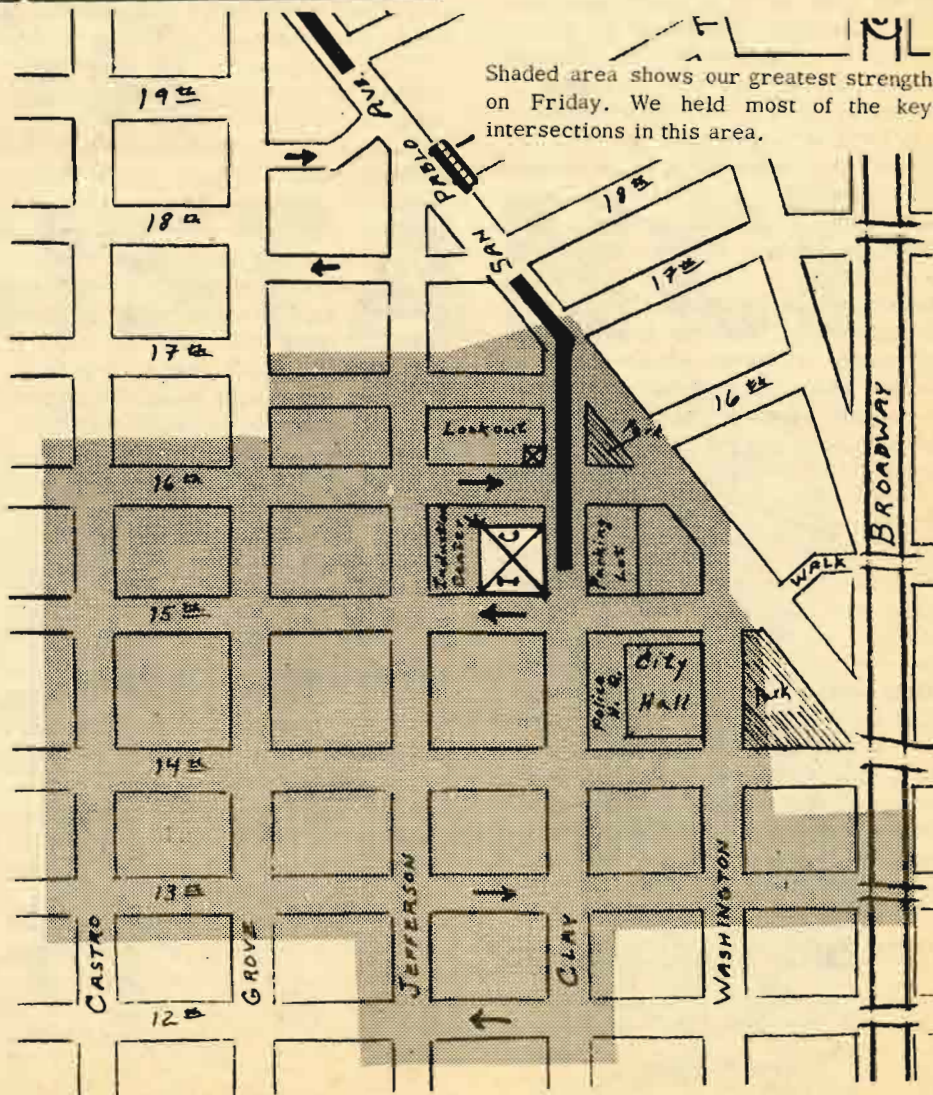 Shaded area shows our greatest strength
on Friday. We held most of the key
intersections in this area.
19th
AVE.
PABLO
SAN
18th
18th
17th
17th
16th
BROADWAY
Lookout
Park
16th
Induction
Center
I C
Parking
Lot
WALK
15th
Police
H. Q.
City
Hall
Park
14th
13th
CASTRO
GROVE
JEFFERSON
CLAY
WASHINGTON
12th